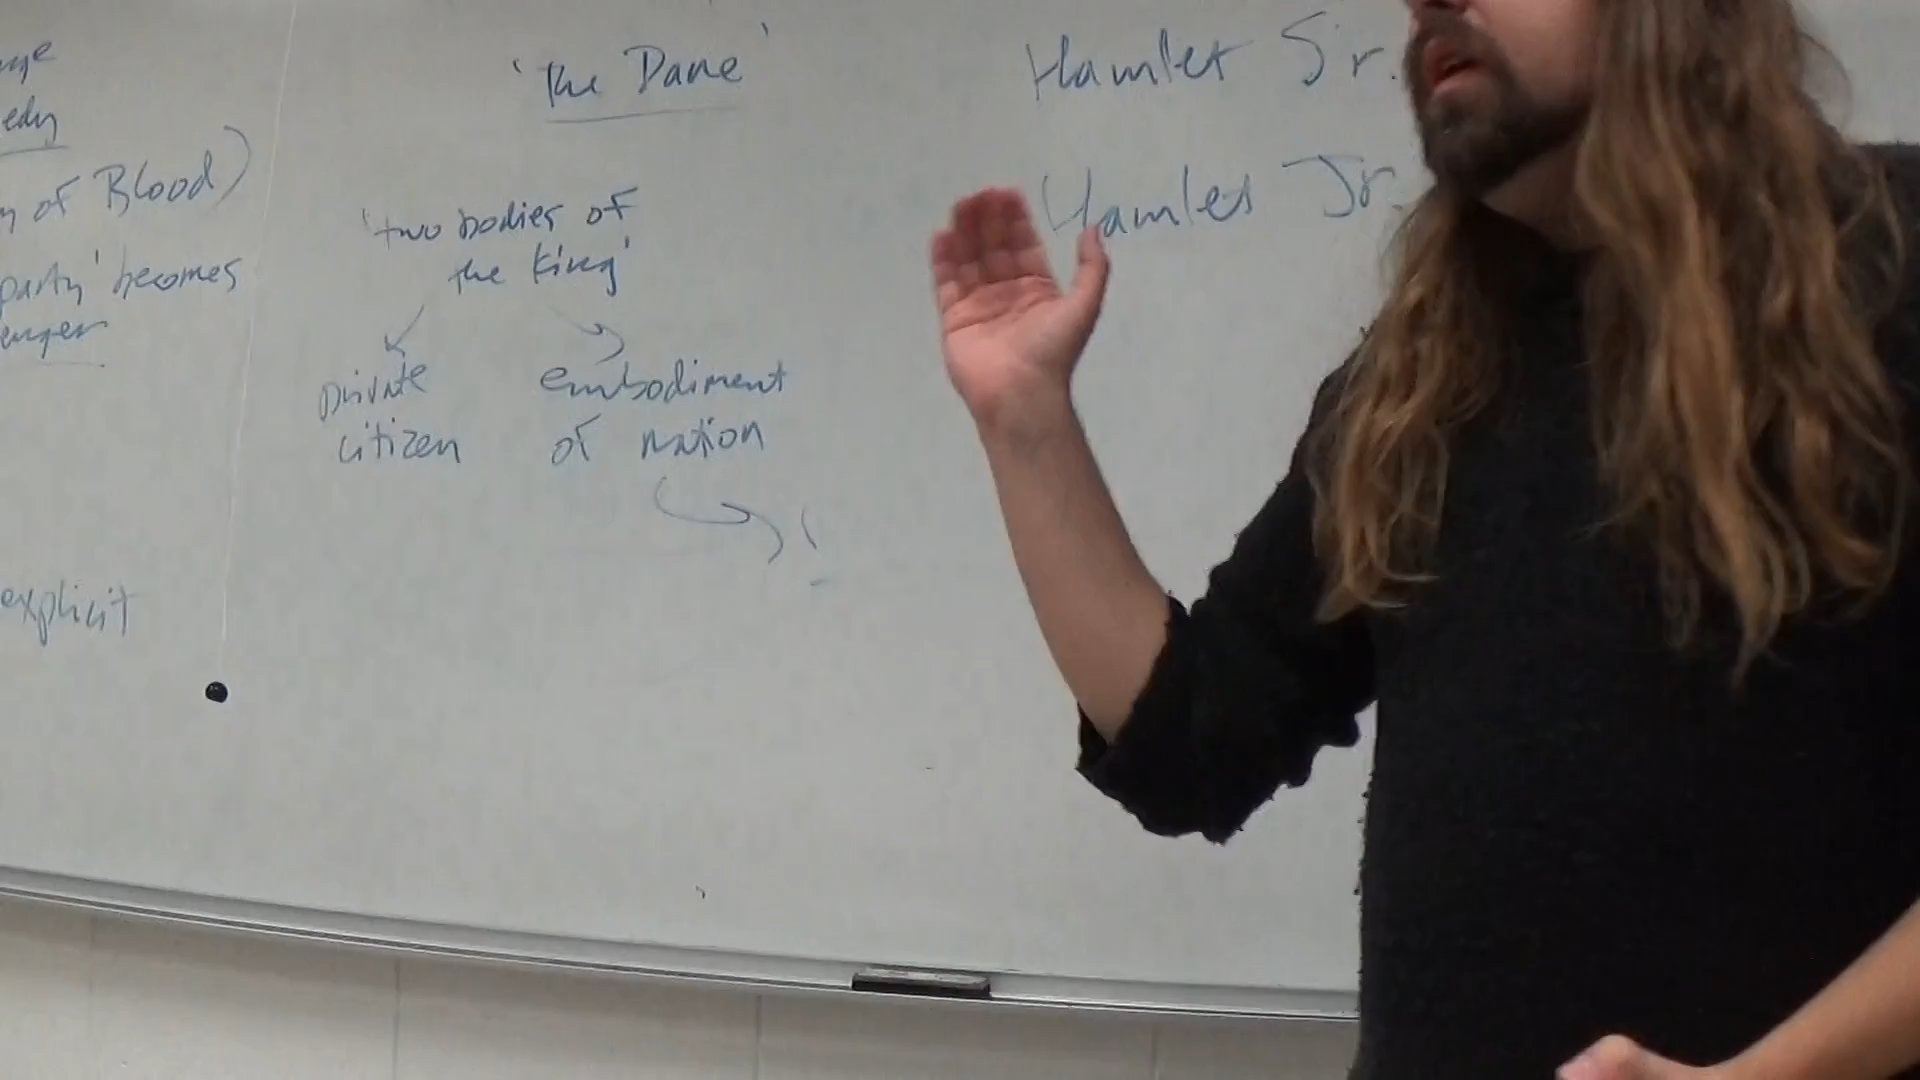 edy
of Blood)
party' becomes
explicit
'The Dane'
'two bodies of
the King'
private
citizen
embodiment
of nation
Hamlet Sr.
Hamlet Jr.